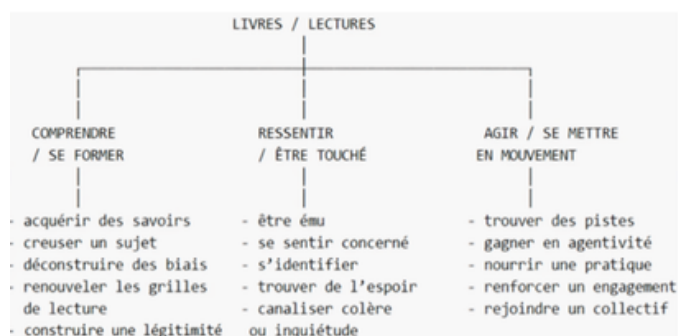 LIVRES / LECTURES
COMPRENDRE
/ SE FORMER
- acquérir des savoirs
- creuser un sujet
- déconstruire des biais
- renouveler les grilles
de lecture
- construire une légitimité
RESSENTIR
/ ÊTRE TOUCHÉ
- être ému
- se sentir concerné
- s'identifier
- trouver de l'espoir
- canaliser colère
ou inquiétude
AGIR / SE METTRE
EN MOUVEMENT
- trouver des pistes
- gagner en agentivité
- nourrir une pratique
- renforcer un engagement
- rejoindre un collectif